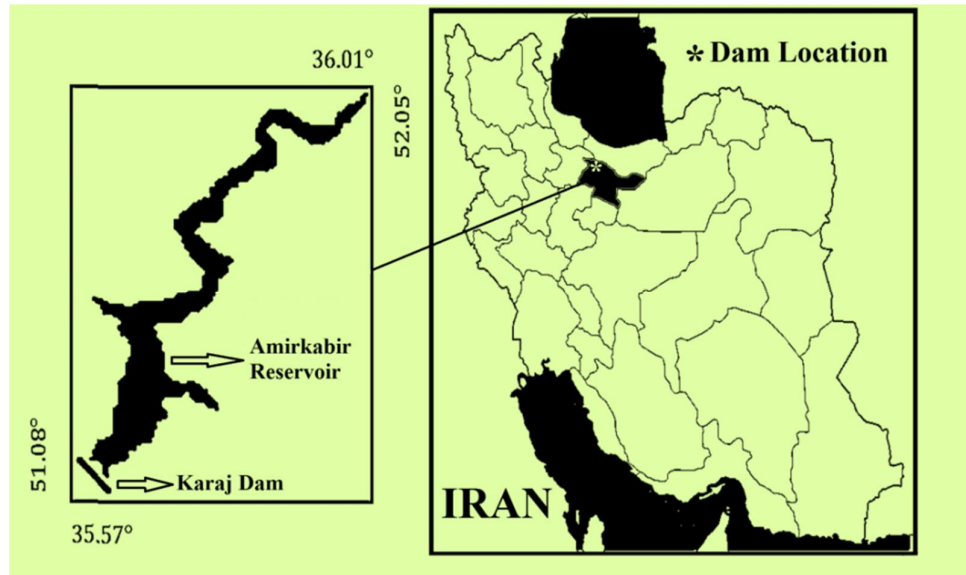 36.01°
52.05°
Amirkabir
Reservoir
51.08°
Karaj Dam
35.57°
* Dam Location
*
IRAN